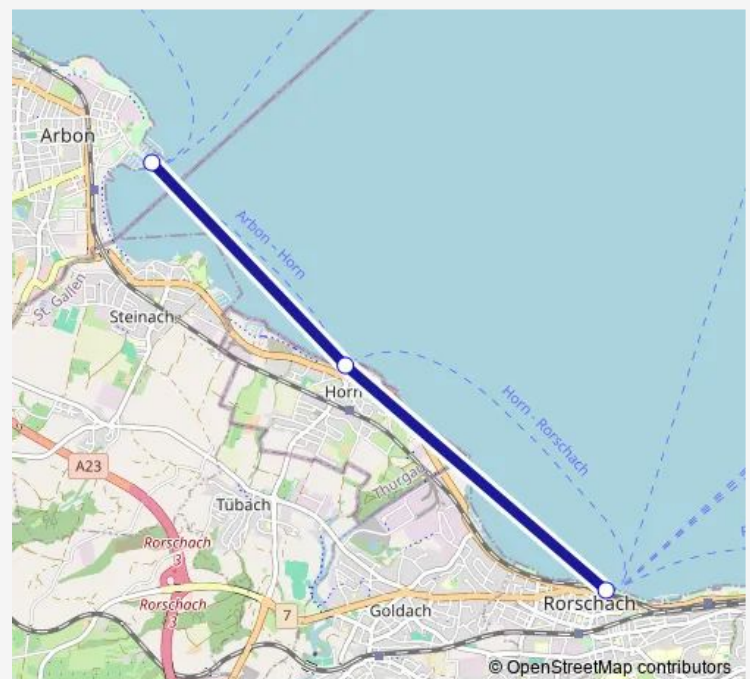 Arbon
Arbon - Horn
St. Gallen
Steinach
Horn
Horn - Rorschach
A23
Thurgau
Tübach
Rorschach
3
Rorschach
3
7
Goldach
Rorschach
© OpenStreetMap contributors